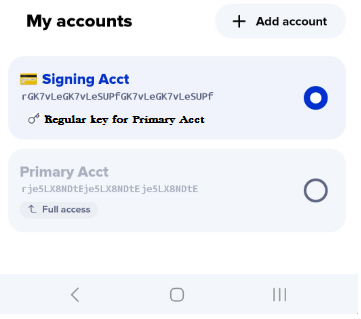 My accounts
+ Add account
Signing Acct
rGK7vLeGK7vLeSUPfGK7vLeGK7vLeSUPf
Regular key for Primary Acct
Primary Acct
rjeSLX8NDtEjeSLX8NDtEjeSLX8NDtE
Full access